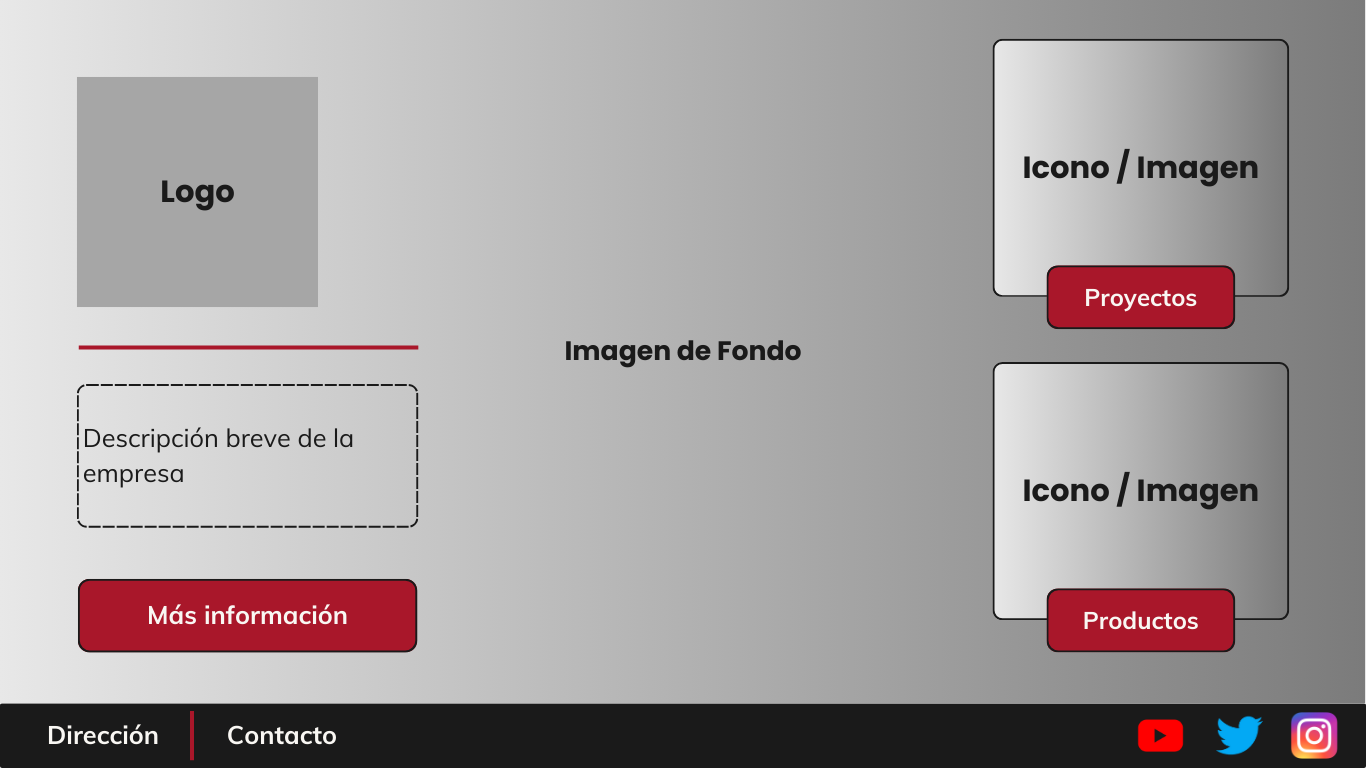 Logo
Descripción breve de la
empresa
Más información
Imagen de Fondo
Icono / Imagen
Proyectos
Icono / Imagen
Productos
Dirección
Contacto